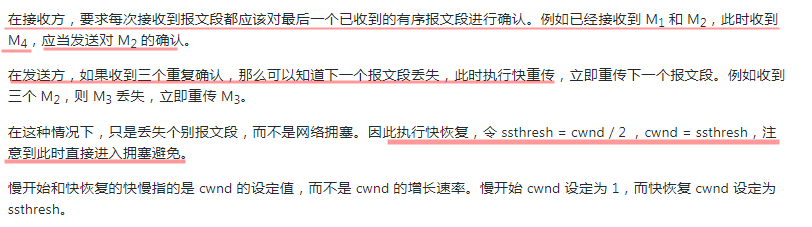 在接收方，要求每次接收到报文段都应该对最后一个已收到的有序报文段进行确认。例如已经接收到 M1 和 M2，此时收到
M4，应当发送对 M2 的确认。
在发送方，如果收到三个重复确认，那么可以知道下一个报文段丢失，此时执行快重传，立即重传下一个报文段。例如收到
三个 M2，则 M3 丢失，立即重传 M3。
在这种情况下，只是丢失个别报文段，而不是网络拥塞。因此执行快恢复，令 ssthresh = cwnd / 2 ，cwnd = ssthresh，注
意到此时直接进入拥塞避免。
慢开始和快恢复的快慢指的是 cwnd 的设定值，而不是 cwnd 的增长速率。慢开始 cwnd 设定为 1，而快恢复 cwnd 设定为
ssthresh。